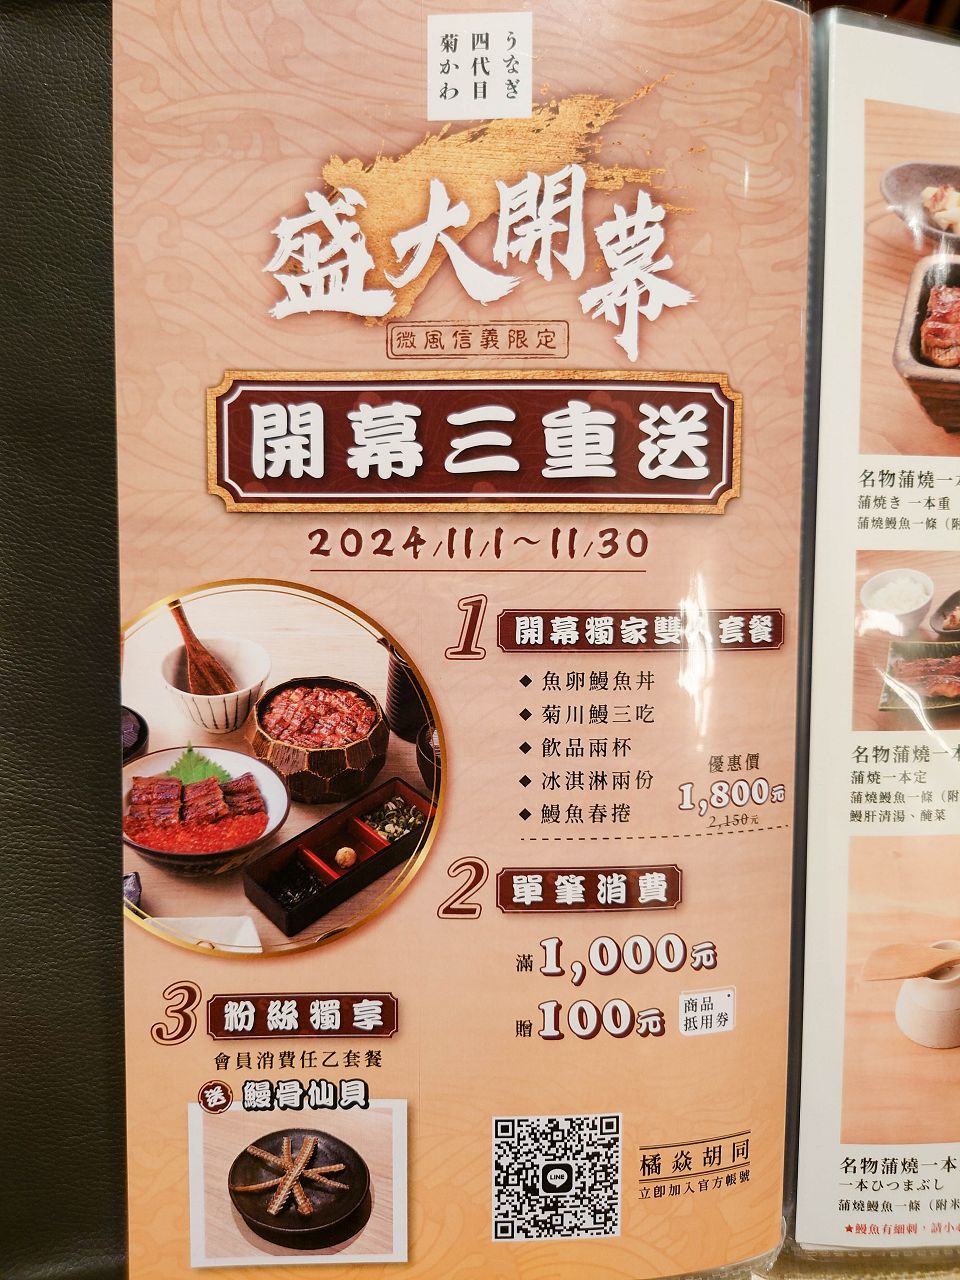 うなぎ
四代目
菊かわ
盛大開幕
微風信義限定
開幕三重送
2024/11/1～11/30
1 開幕獨家雙人套餐
◆ 魚卵鰻魚丼
◆ 菊川鰻三吃
◆ 飲品兩杯
◆ 冰淇淋兩份
◆ 鰻魚春捲
優惠價
1,800元
2,150元
2 單筆消費
滿1,000元
贈100元 商品抵用券
3 粉絲獨享
會員消費任乙套餐
送 鰻骨仙貝
LINE
橘焱胡同
立即加入官方帳號
名物蒲燒一本
蒲焼き 一本重
蒲燒鰻魚一條（附
名物蒲燒一本
蒲焼一本定
蒲燒鰻魚一條（附
鰻肝清湯、醃菜
名物蒲燒一本
一本ひつまぶし
蒲燒鰻魚一條（附米
★鰻魚有細刺，請小心